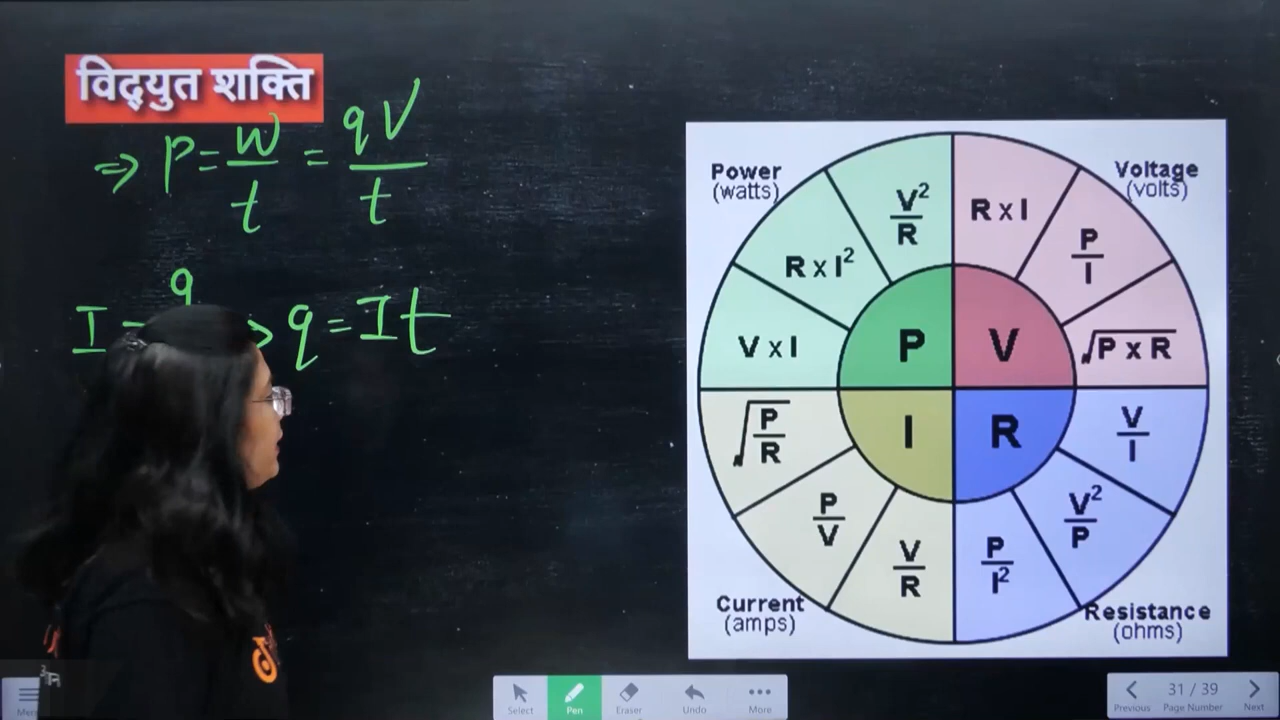 विद्युत शक्ति
⇒ P = W/t = qV/t
I = q
q = It
Power
(watts)
Voltage
(volts)
V²/R
R x I
R x I²
P/I
V x I
√P x R
P
V
I
R
√P/R
V/I
P/V
V²/P
V/R
P/I²
Current
(amps)
Resistance
(ohms)
Select
Pen
Eraser
Undo
More
Previous
31 / 39
Page Number
Next